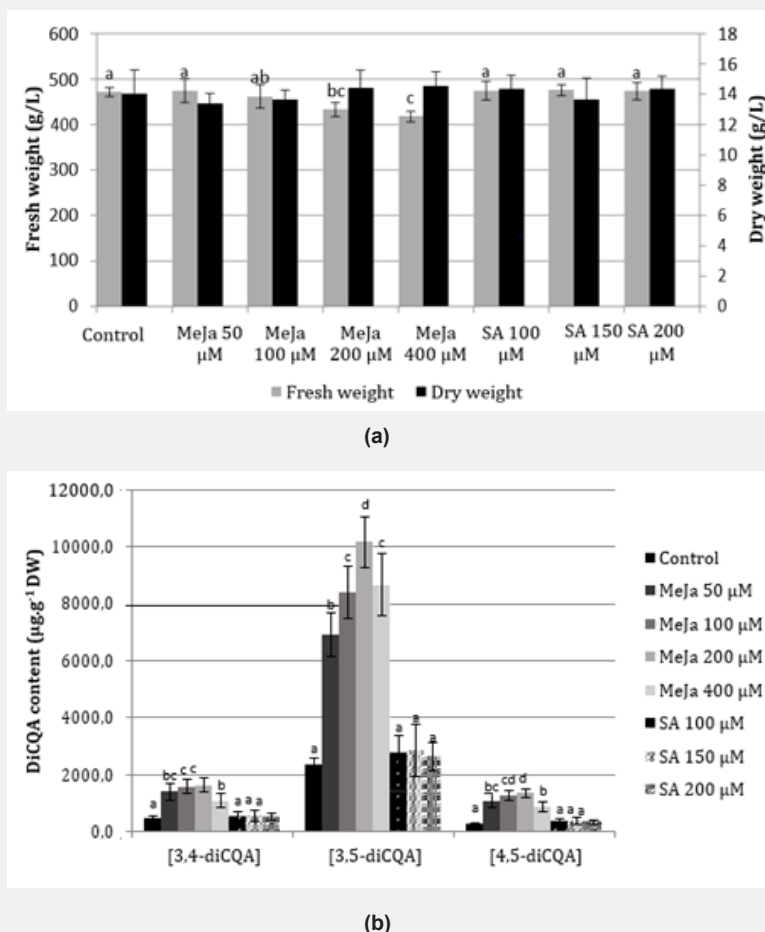 600
500
400
300
200
100
0
Fresh weight (g/L)
a
a
ab
bc
c
a
a
a
18
16
14
12
10
8
6
4
2
0
Dry weight (g/L)
Control
MeJa 50 µM
MeJa 100 µM
MeJa 200 µM
MeJa 400 µM
SA 100 µM
SA 150 µM
SA 200 µM
Fresh weight
Dry weight
(a)
12000,0
10000,0
8000,0
6000,0
4000,0
2000,0
0,0
DiCQA content (µg.g⁻¹ DW)
a bc c c b a a a
a b c d c a a a
a bc cd d b a a a
[3,4-diCQA]
[3,5-diCQA]
[4,5-diCQA]
Control
MeJa 50 µM
MeJa 100 µM
MeJa 200 µM
MeJa 400 µM
SA 100 µM
SA 150 µM
SA 200 µM
(b)